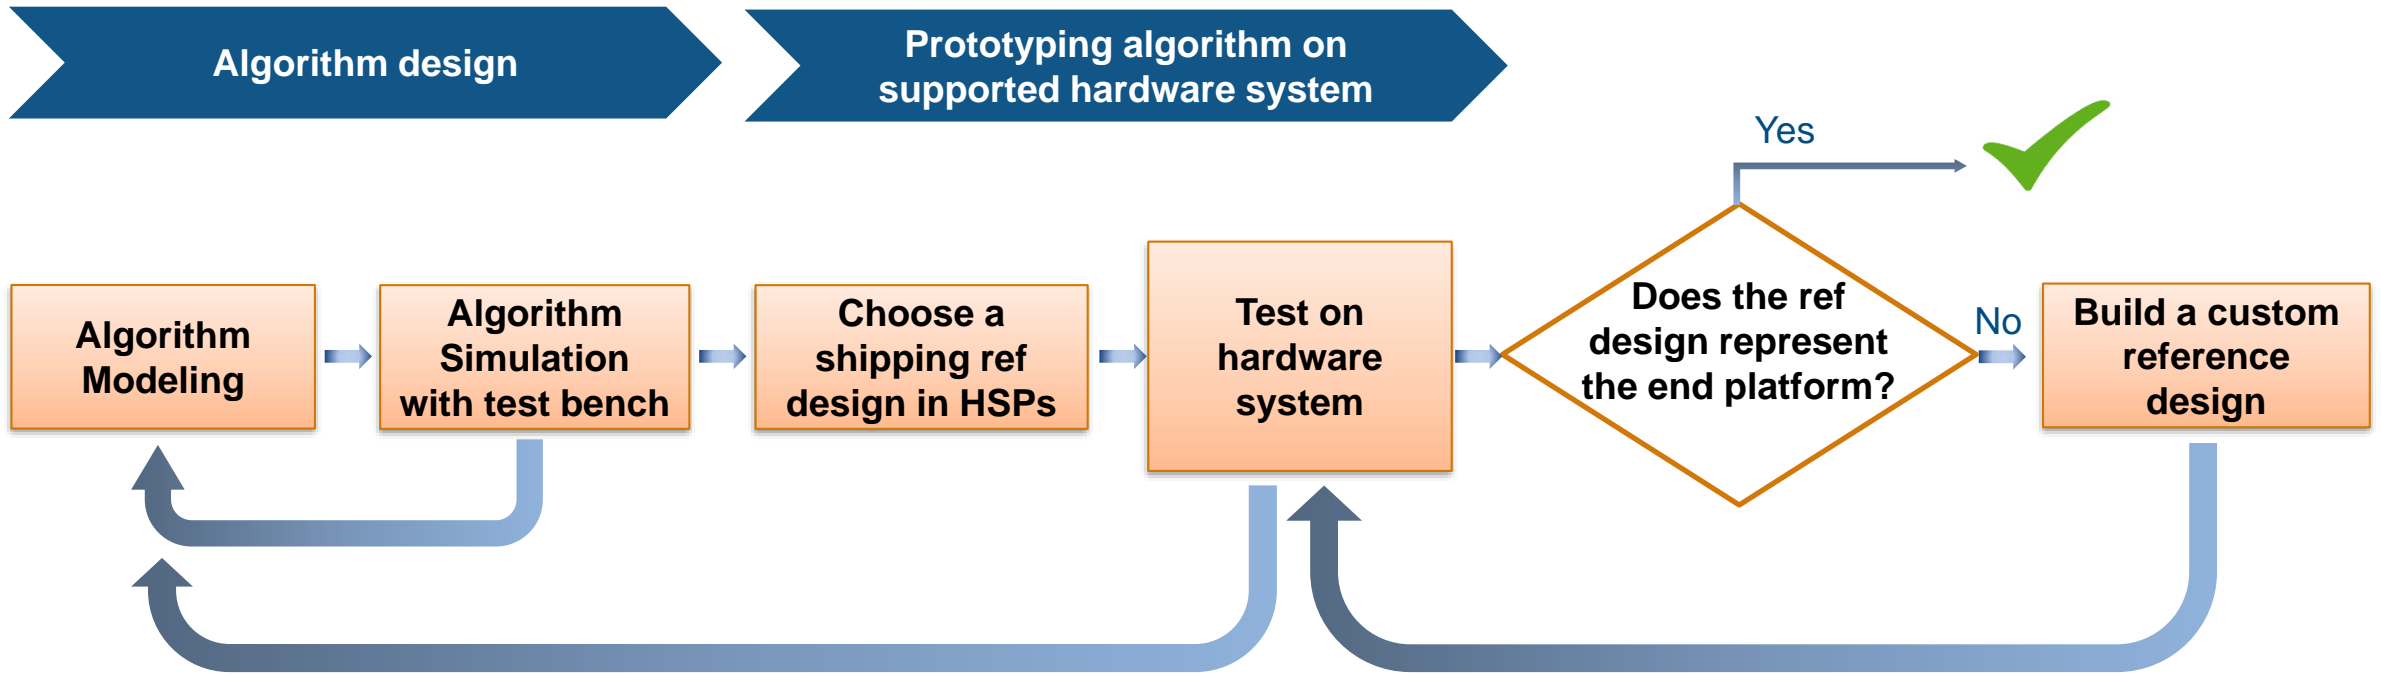 Algorithm design
Prototyping algorithm on
supported hardware system
Yes
Algorithm
Modeling
Algorithm
Simulation
with test bench
Choose a
shipping ref
design in HSPs
Test on
hardware
system
Does the ref
design represent
the end platform?
No
Build a custom
reference
design